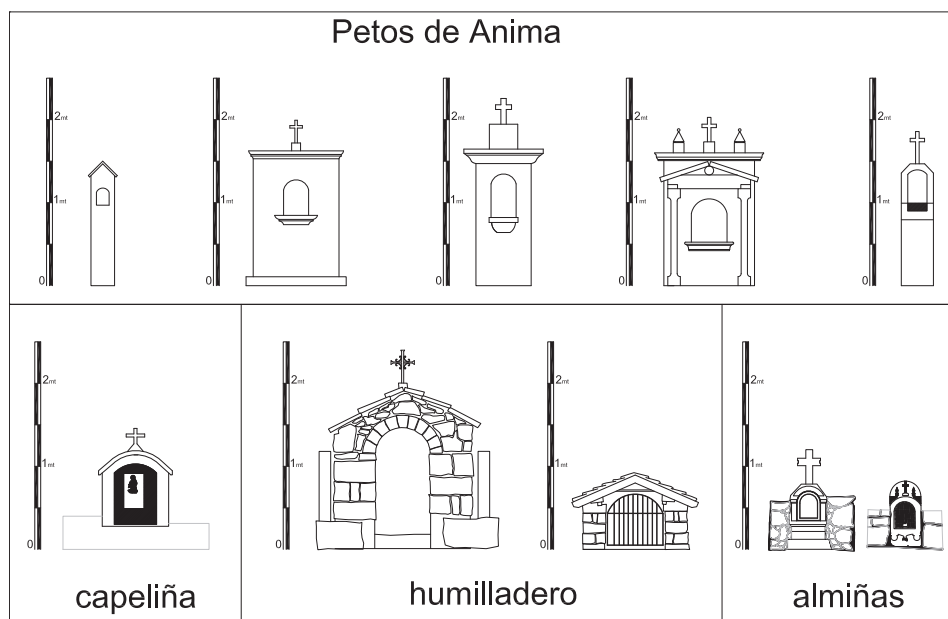 Petos de Anima
2mt 2mt 2mt 2mt 2mt
1mt 1mt 1mt 1mt 1mt
0 0 0 0 0
2mt 2mt 2mt 2mt
1mt 1mt 1mt 1mt
0 0 0 0
capeliña humilladero almiñas